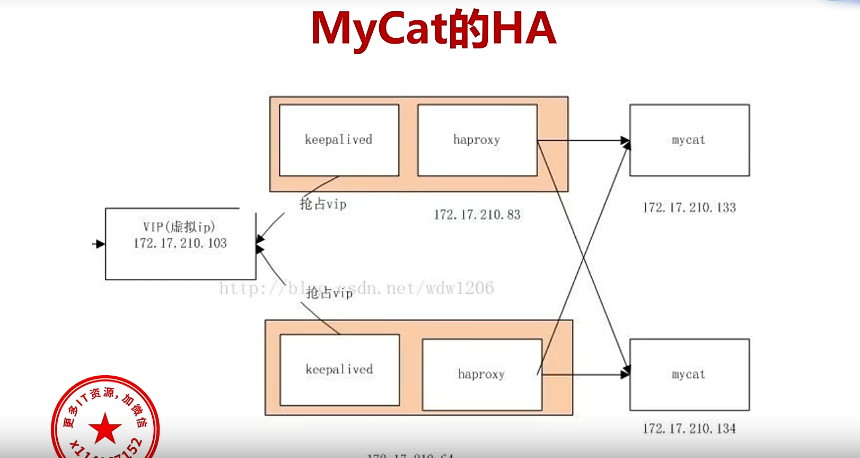 MyCat的HA
keepalived
haproxy
mycat
抢占vip
172.17.210.83
172.17.210.133
VIP(虚拟ip)
172.17.210.103
http://blog.csdn.net/wdw1206
抢占vip
keepalived
haproxy
mycat
172.17.210.134
172.17.210.64
更多IT资源,加微信